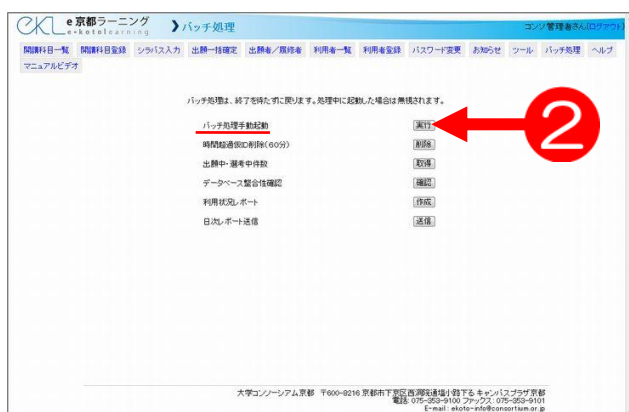 e京都ラーニング
e-kotolearning
バッチ処理
コンソ管理者さん(ログアウト)
開講科目一覧 開講科目登録 シラバス入力 出願一括確定 出願者/履修者 利用者一覧 利用者登録 パスワード変更 お知らせ ツール バッチ処理 ヘルプ
マニュアルビデオ
バッチ処理は、終了を待たずに戻ります。処理中に起動した場合は無視されます。
バッチ処理手動起動 実行
2
時間超過仮ID削除(60分) 削除
出願中・選考中件数 取得
データベース整合性確認 確認
利用状況レポート 作成
日次レポート送信 送信
大学コンソーシアム京都 〒600-8216 京都市下京区西洞院通塩小路下る キャンパスプラザ京都
電話: 075-353-9100 ファックス: 075-353-9101
E-mail: ekoto-info@consortium.or.jp